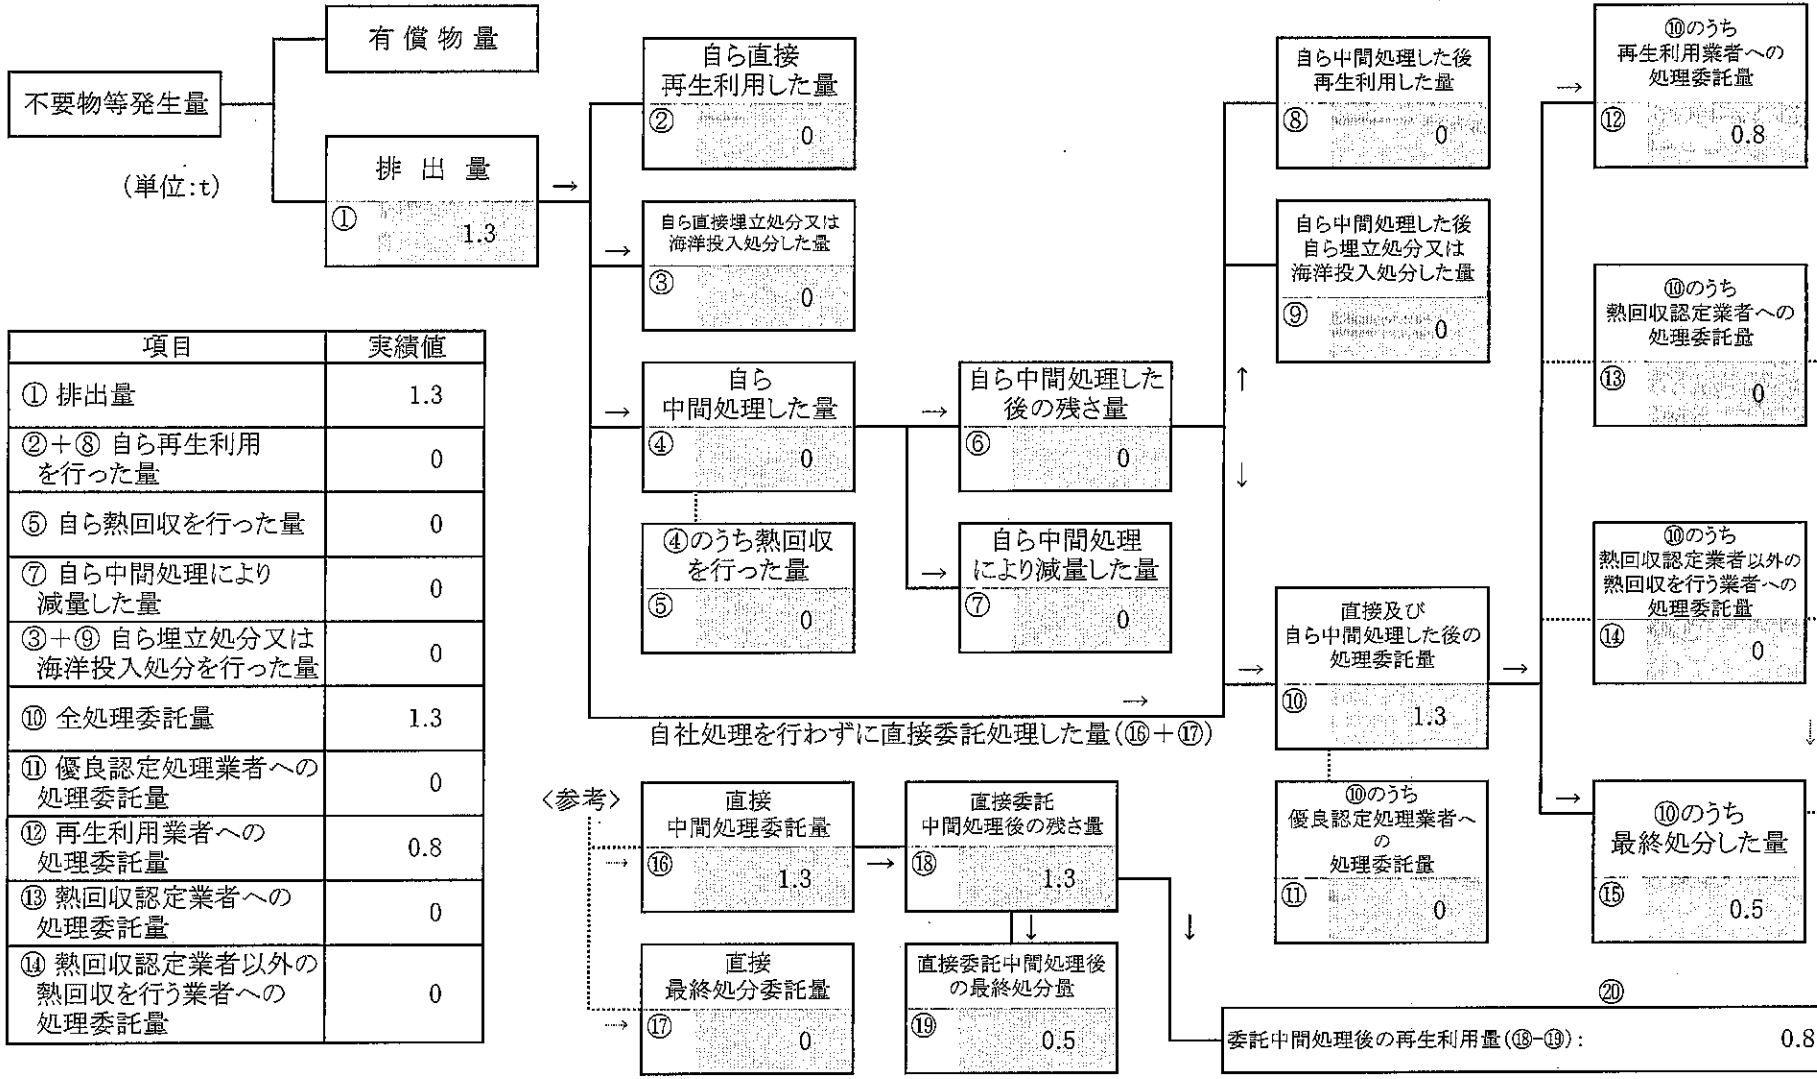 不要物等発生量
(単位:t)
有償物量
排出量
①
1.3
自ら直接
再生利用した量
②
0
自ら直接埋立処分又は
海洋投入処分した量
③
0
自ら
中間処理した量
④
0
④のうち熱回収
を行った量
⑤
0
自ら中間処理した
後の残さ量
⑥
0
自ら中間処理
により減量した量
⑦
0
自ら中間処理した後
再生利用した量
⑧
0
自ら中間処理した後
自ら埋立処分又は
海洋投入処分した量
⑨
0
直接及び
自ら中間処理した後の
処理委託量
⑩
1.3
⑩のうち
優良認定処理業者へ
の
処理委託量
⑪
0
⑩のうち
再生利用業者への
処理委託量
⑫
0.8
⑩のうち
熱回収認定業者への
処理委託量
⑬
0
⑩のうち
熱回収認定業者以外の
熱回収を行う業者への
処理委託量
⑭
0
⑩のうち
最終処分した量
⑮
0.5
自社処理を行わずに直接委託処理した量(⑯+⑰)
<参考>
直接
中間処理委託量
⑯
1.3
直接
最終処分委託量
⑰
0
直接委託
中間処理後の残さ量
⑱
1.3
直接委託中間処理後
の最終処分量
⑲
0.5
⑳
委託中間処理後の再生利用量(⑱-⑲): 0.8
項目 実績値
① 排出量 1.3
②+⑧ 自ら再生利用
を行った量 0
⑤ 自ら熱回収を行った量 0
⑦ 自ら中間処理により
減量した量 0
③+⑨ 自ら埋立処分又は
海洋投入処分を行った量 0
⑩ 全処理委託量 1.3
⑪ 優良認定処理業者への
処理委託量 0
⑫ 再生利用業者への
処理委託量 0.8
⑬ 熱回収認定業者への
処理委託量 0
⑭ 熱回収認定業者以外の
熱回収を行う業者への
処理委託量 0